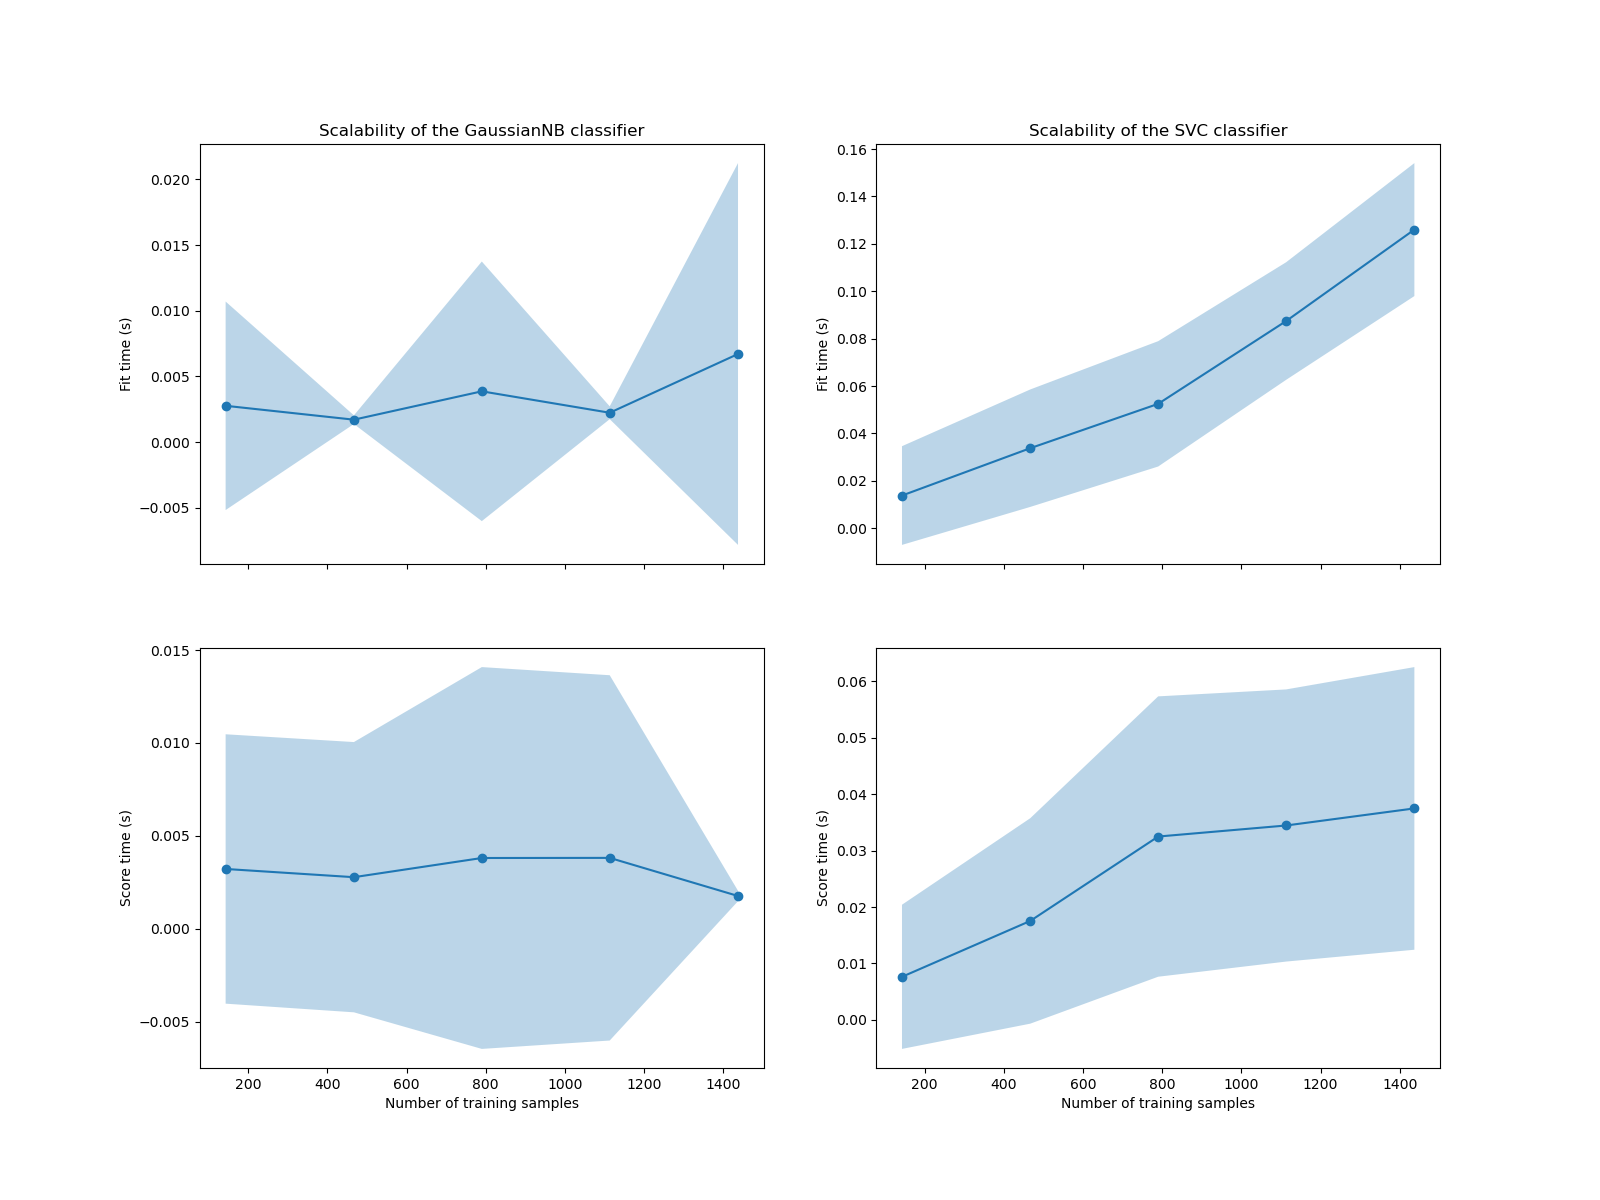 Scalability of the GaussianNB classifier
0.020
0.015
0.010
0.005
0.000
−0.005
Fit time (s)
Scalability of the SVC classifier
0.16
0.14
0.12
0.10
0.08
0.06
0.04
0.02
0.00
Fit time (s)
0.015
0.010
0.005
0.000
−0.005
Score time (s)
200 400 600 800 1000 1200 1400
Number of training samples
0.06
0.05
0.04
0.03
0.02
0.01
0.00
Score time (s)
200 400 600 800 1000 1200 1400
Number of training samples